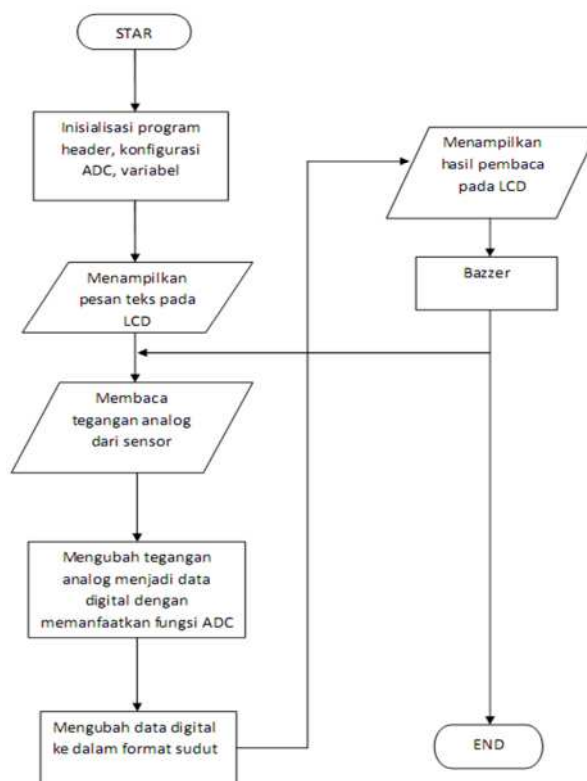 STAR
Inisialisasi program
header, konfigurasi
ADC, variabel
Menampilkan
pesan teks pada
LCD
Membaca
tegangan analog
dari sensor
Mengubah tegangan
analog menjadi data
digital dengan
memanfaatkan fungsi ADC
Mengubah data digital
ke dalam format sudut
Menampilkan
hasil pembaca
pada LCD
Bazzer
END